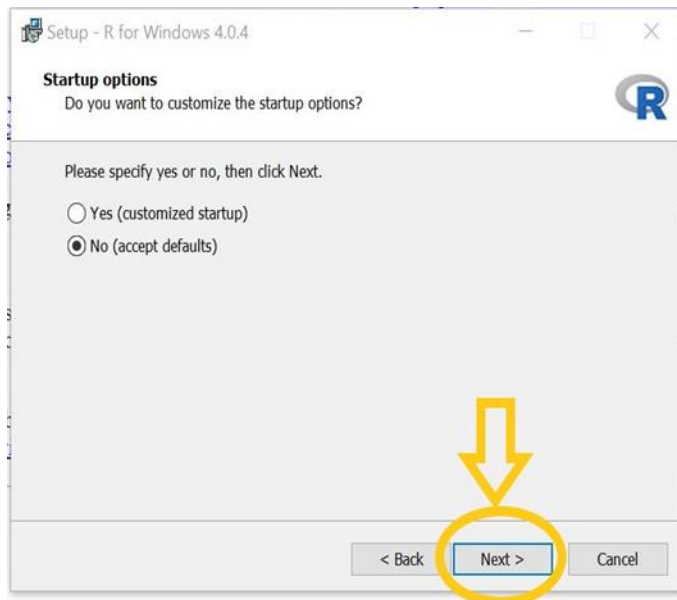 Setup - R for Windows 4.0.4
Startup options
Do you want to customize the startup options?
R
Please specify yes or no, then click Next.
Yes (customized startup)
No (accept defaults)
< Back Next > Cancel